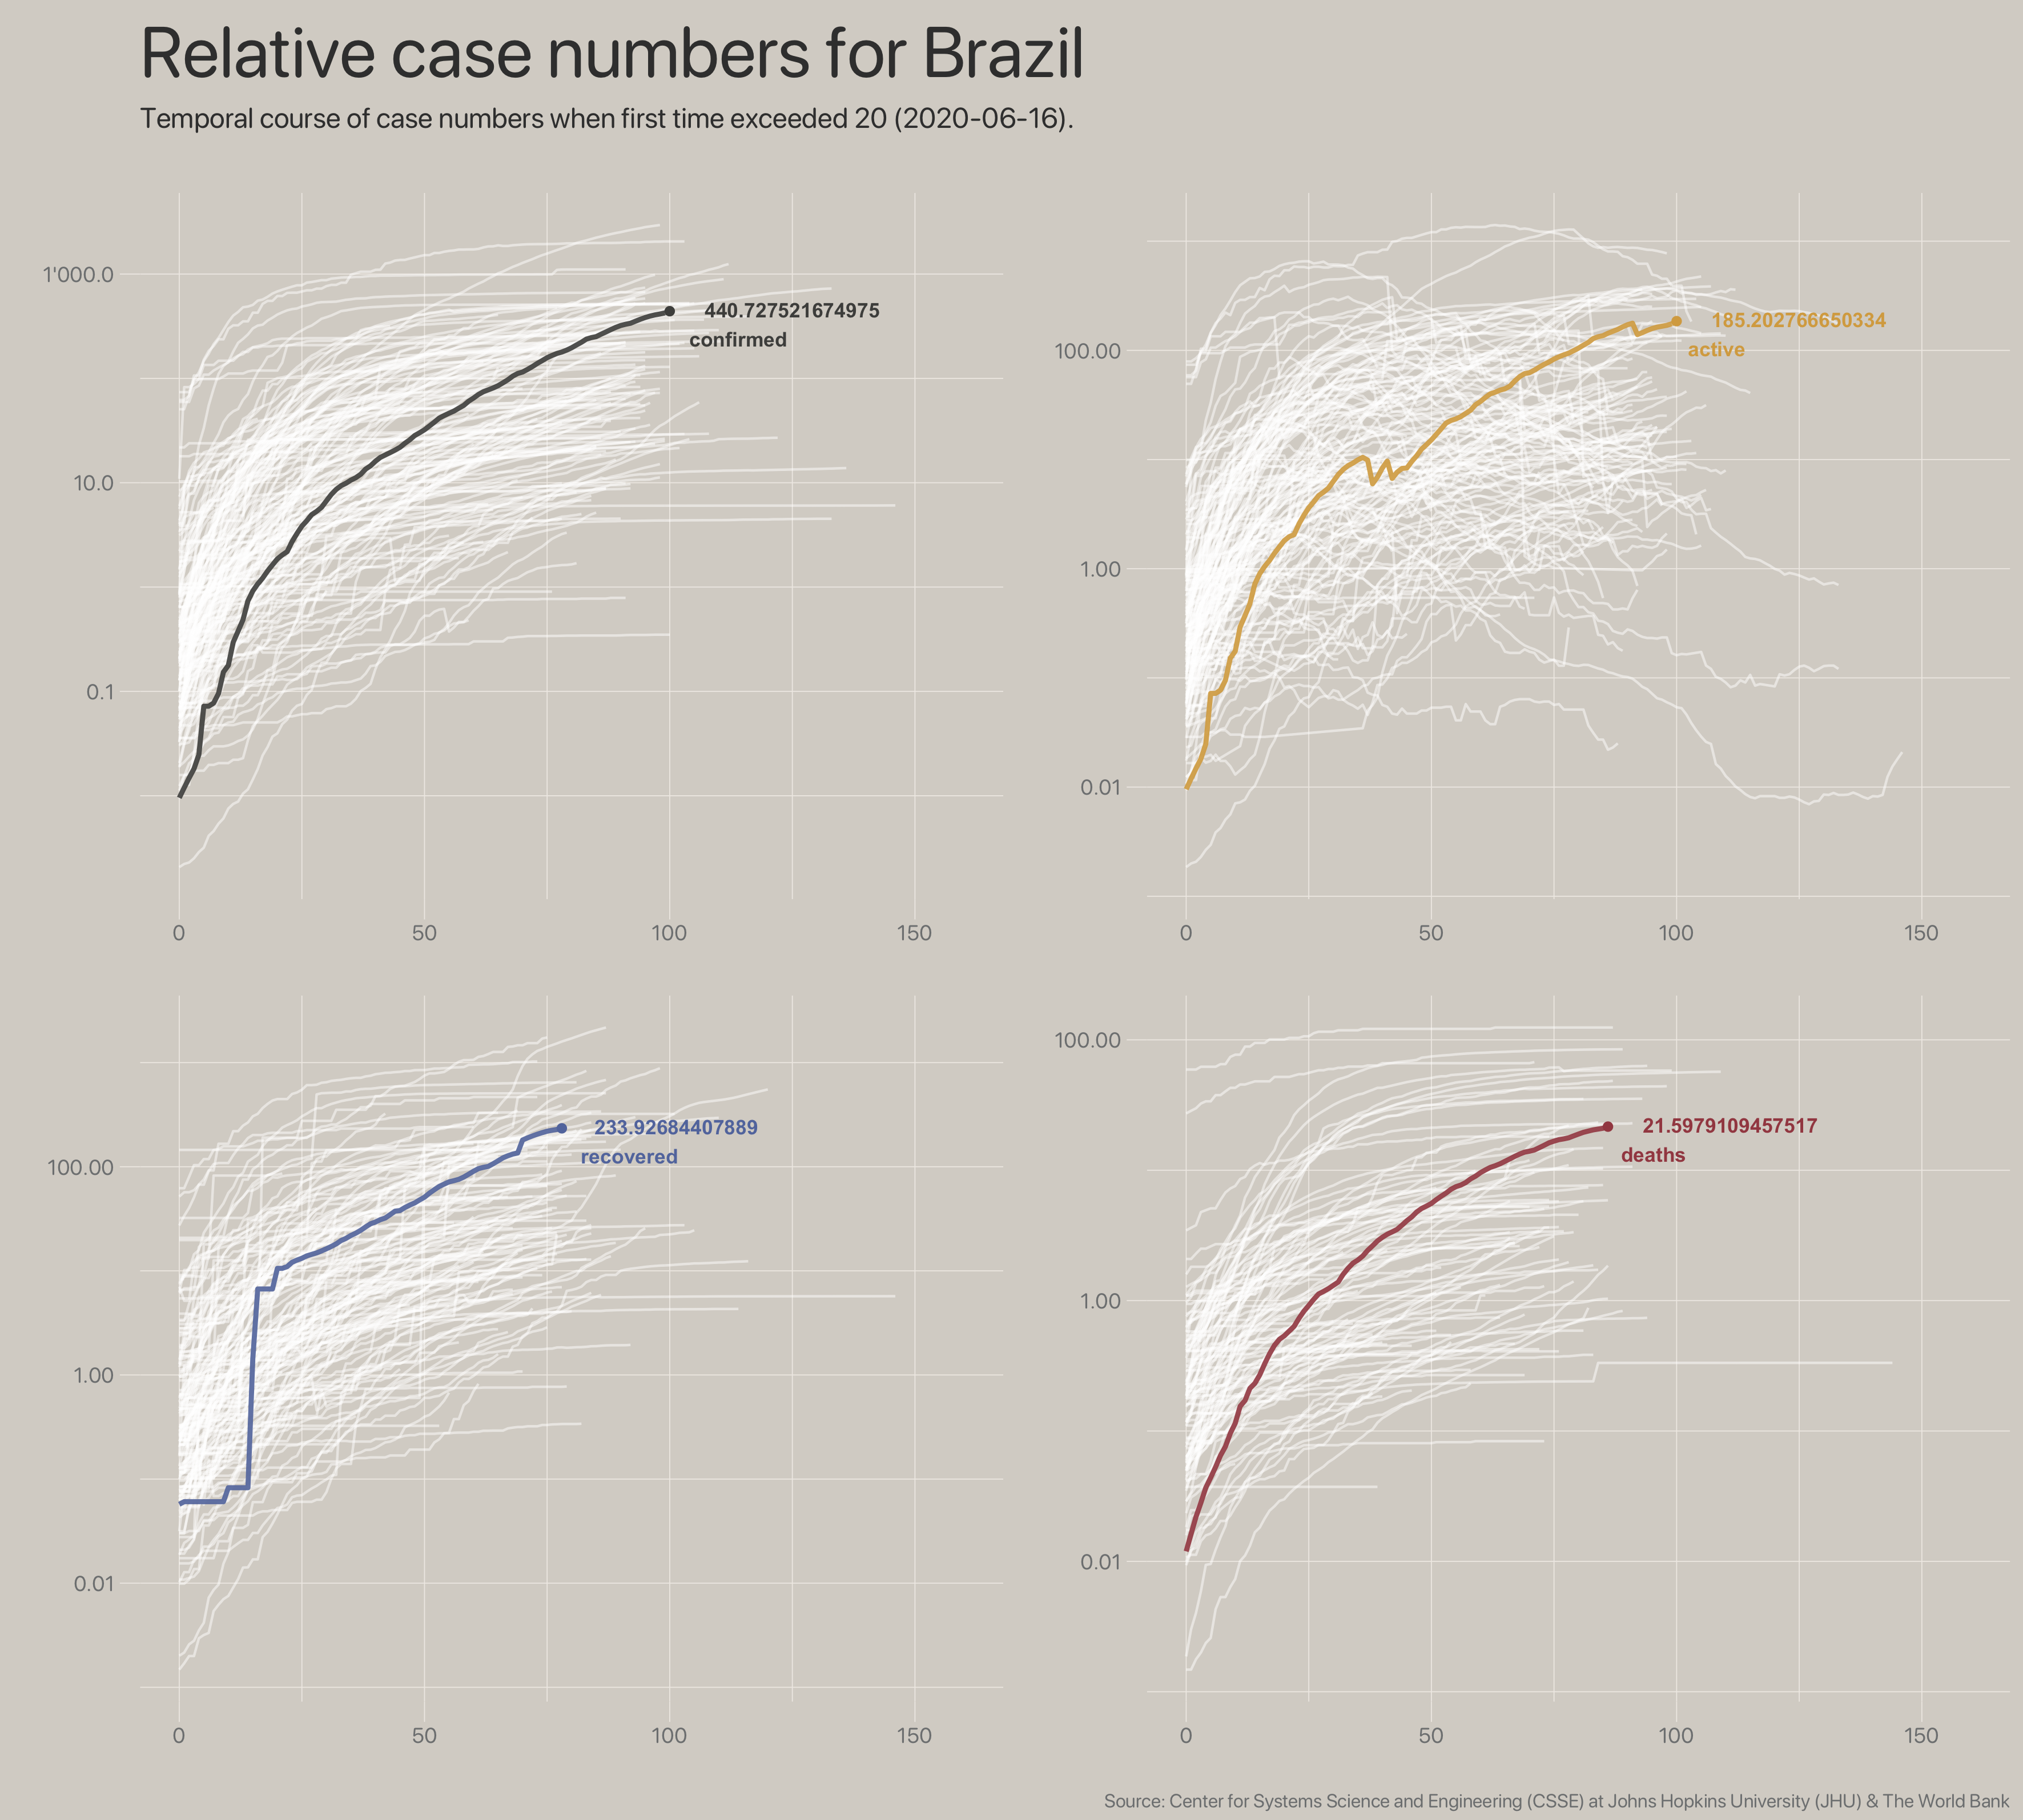 Relative case numbers for Brazil
Temporal course of case numbers when first time exceeded 20 (2020-06-16).
1'000.0
10.0
0.1
440.727521674975
confirmed
0 50 100 150
100.00
1.00
0.01
185.202766650334
active
0 50 100 150
100.00
1.00
0.01
233.92684407889
recovered
0 50 100 150
100.00
1.00
0.01
21.5979109457517
deaths
0 50 100 150
Source: Center for Systems Science and Engineering (CSSE) at Johns Hopkins University (JHU) & The World Bank